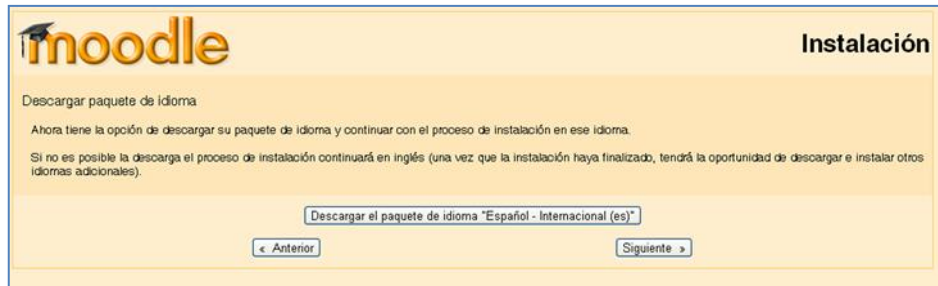 moodle
Instalación
Descargar paquete de idioma
Ahora tiene la opción de descargar su paquete de idioma y continuar con el proceso de instalación en ese idioma.
Si no es posible la descarga el proceso de instalación continuará en inglés (una vez que la instalación haya finalizado, tendrá la oportunidad de descargar e instalar otros
idiomas adicionales).
Descargar el paquete de idioma "Español - Internacional (es)"
« Anterior
Siguiente »